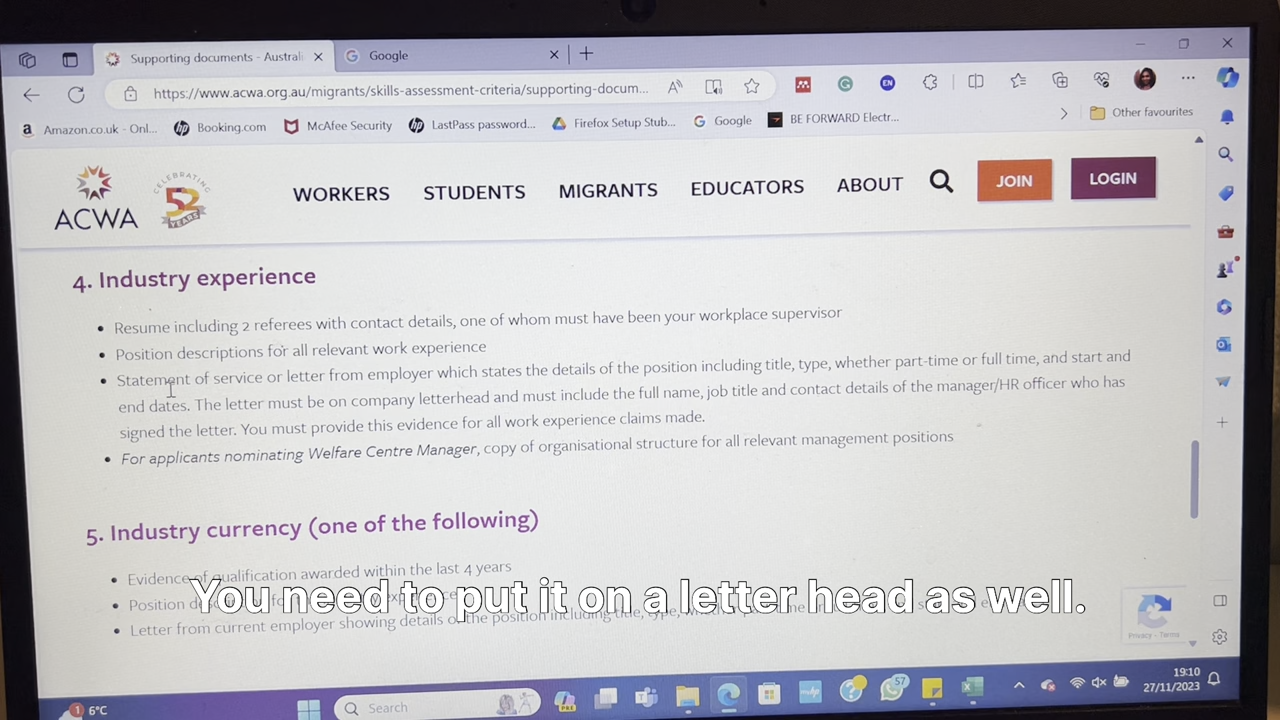 Supporting documents - Austral
Google
https://www.acwa.org.au/migrants/skills-assessment-criteria/supporting-docum...
EN
Amazon.co.uk - Onl...
Booking.com
McAfee Security
LastPass password...
Firefox Setup Stub...
Google
BE FORWARD Electr...
Other favourites
ACWA
CELEBRATING
52
YEARS
WORKERS
STUDENTS
MIGRANTS
EDUCATORS
ABOUT
JOIN
LOGIN
4. Industry experience
• Resume including 2 referees with contact details, one of whom must have been your workplace supervisor
• Position descriptions for all relevant work experience
• Statement of service or letter from employer which states the details of the position including title, type, whether part-time or full time, and start and
end dates. The letter must be on company letterhead and must include the full name, job title and contact details of the manager/HR officer who has
signed the letter. You must provide this evidence for all work experience claims made.
• For applicants nominating Welfare Centre Manager, copy of organisational structure for all relevant management positions
5. Industry currency (one of the following)
• Evidence of qualification awarded within the last 4 years
You need to put it on a letter head as well.
• Position
• Letter from current employer showing details of the position including title, type,
Privacy - Terms
1
6°C
Search
PRE
57
19:10
27/11/2023